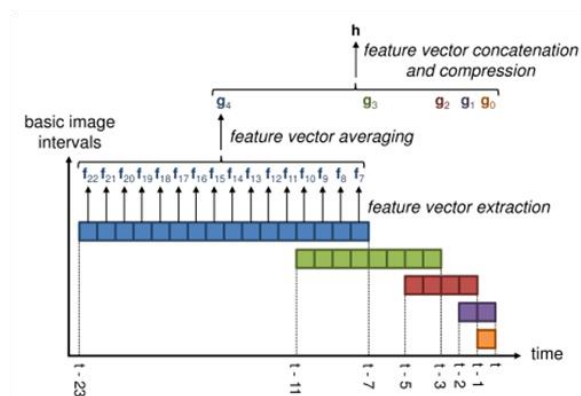 h
feature vector concatenation
and compression
g₄ g₃ g₂ g₁ g₀
basic image
intervals
feature vector averaging
f₂₂ f₂₁ f₂₀ f₁₉ f₁₈ f₁₇ f₁₆ f₁₅ f₁₄ f₁₃ f₁₂ f₁₁ f₁₀ f₉ f₈ f₇
feature vector extraction
time
t - 23 t - 11 t - 7 t - 5 t - 3 t - 2 t - 1 t